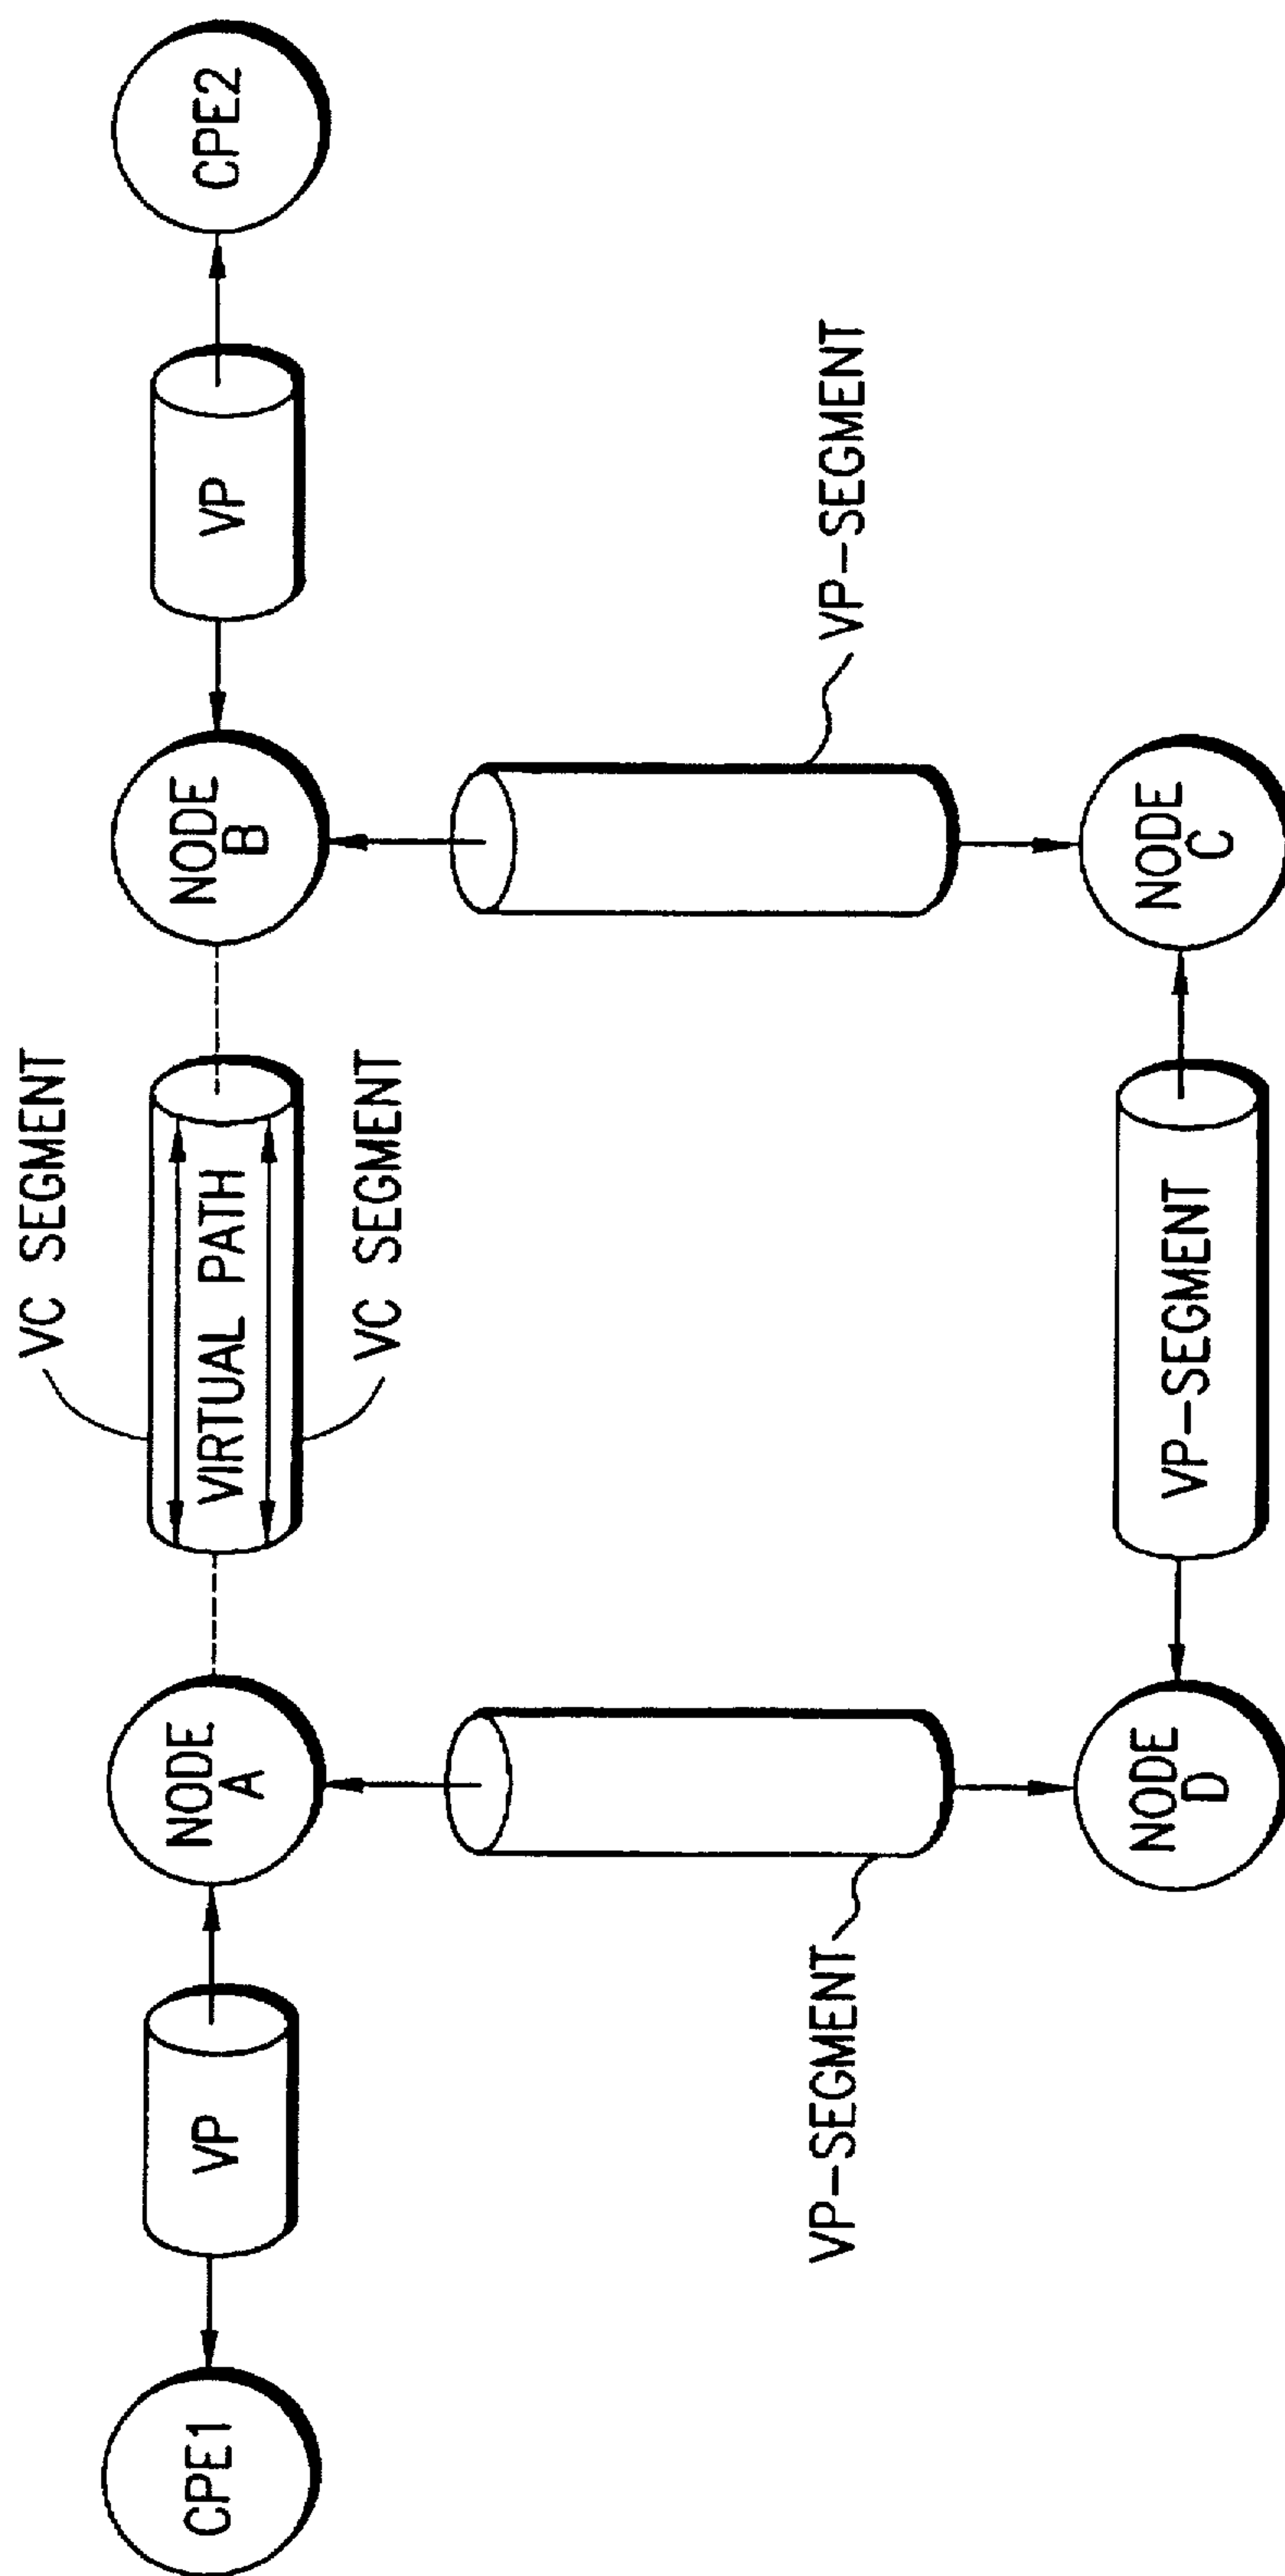 VC SEGMENT
CPE1
VP
NODE
A
VIRTUAL PATH
NODE
B
VP
CPE2
VC SEGMENT
VP-SEGMENT
VP-SEGMENT
NODE
D
VP-SEGMENT
NODE
C